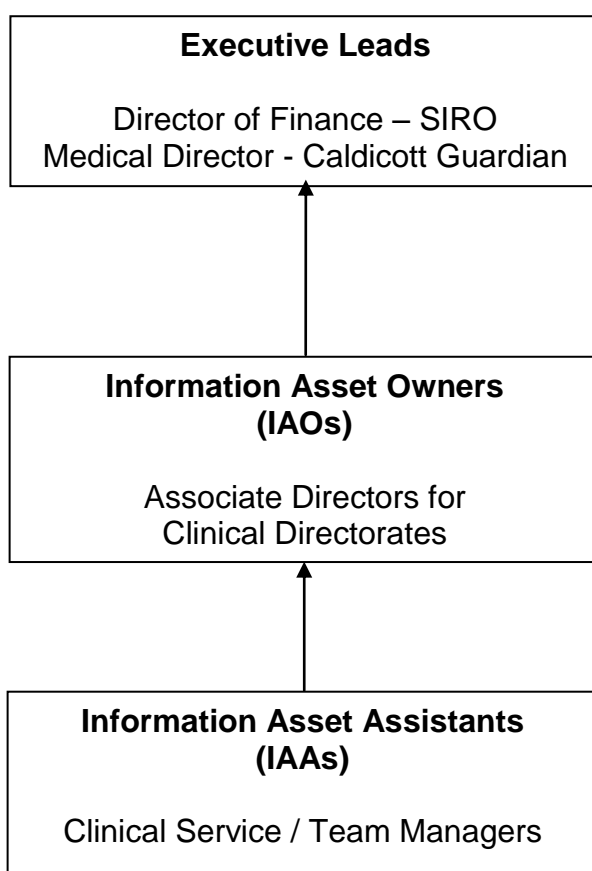 Executive Leads
Director of Finance – SIRO
Medical Director - Caldicott Guardian
Information Asset Owners
(IAOs)
Associate Directors for
Clinical Directorates
Information Asset Assistants
(IAAs)
Clinical Service / Team Managers